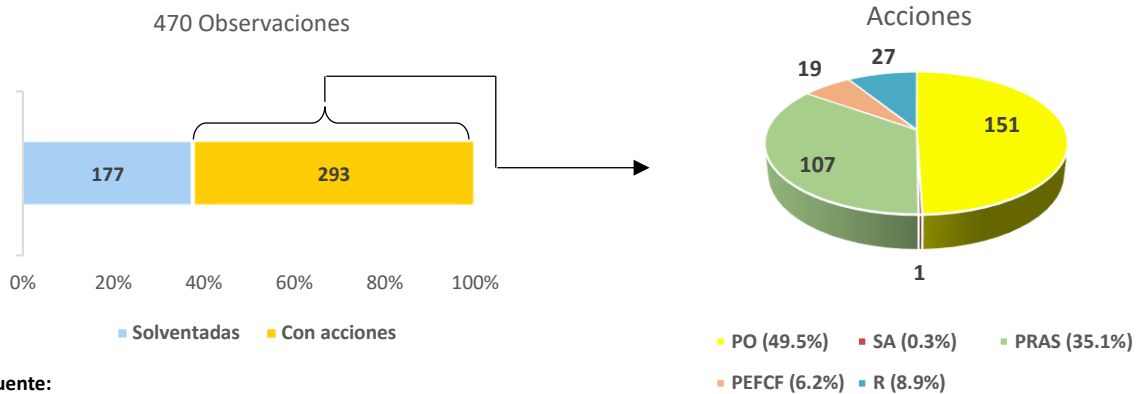 470 Observaciones
177
293
0%
20%
40%
60%
80%
100%
Solventadas
Con acciones
Acciones
19
27
151
107
1
PO (49.5%)
SA (0.3%)
PRAS (35.1%)
PEFCF (6.2%)
R (8.9%)
uente: